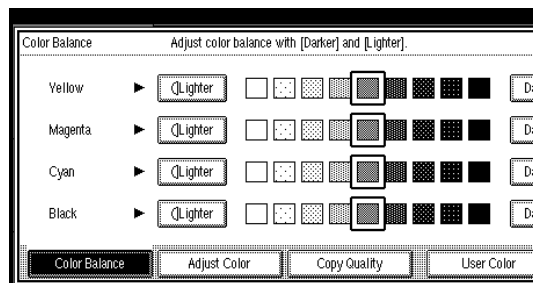 Color Balance Adjust color balance with [Darker] and [Lighter].
Yellow ► Lighter
Magenta ► Lighter
Cyan ► Lighter
Black ► Lighter
Color Balance Adjust Color Copy Quality User Color